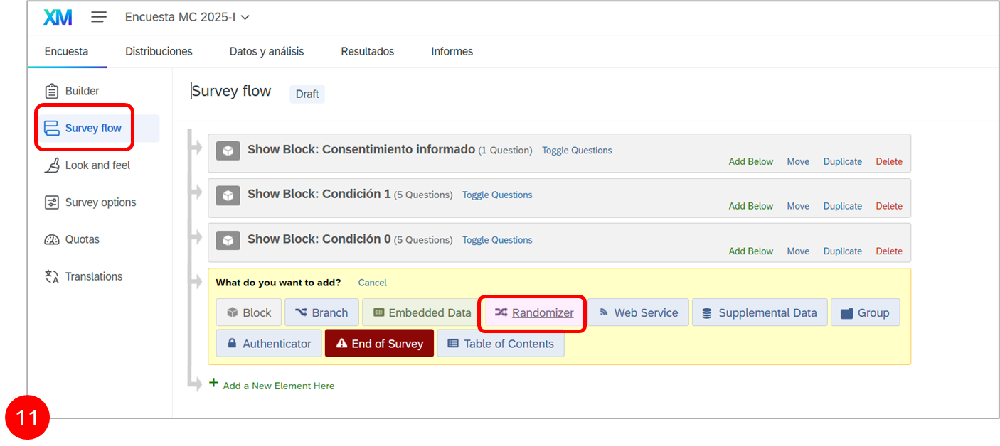 XM Encuesta MC 2025-I
Encuesta Distribuciones Datos y análisis Resultados Informes
Builder
Survey flow
Look and feel
Survey options
Quotas
Translations
Survey flow Draft
Show Block: Consentimiento informado (1 Question) Toggle Questions
Add Below Move Duplicate Delete
Show Block: Condición 1 (5 Questions) Toggle Questions
Add Below Move Duplicate Delete
Show Block: Condición 0 (5 Questions) Toggle Questions
Add Below Move Duplicate Delete
What do you want to add? Cancel
Block Branch ED Embedded Data Randomizer Web Service Supplemental Data Group
Authenticator End of Survey Table of Contents
+ Add a New Element Here
11